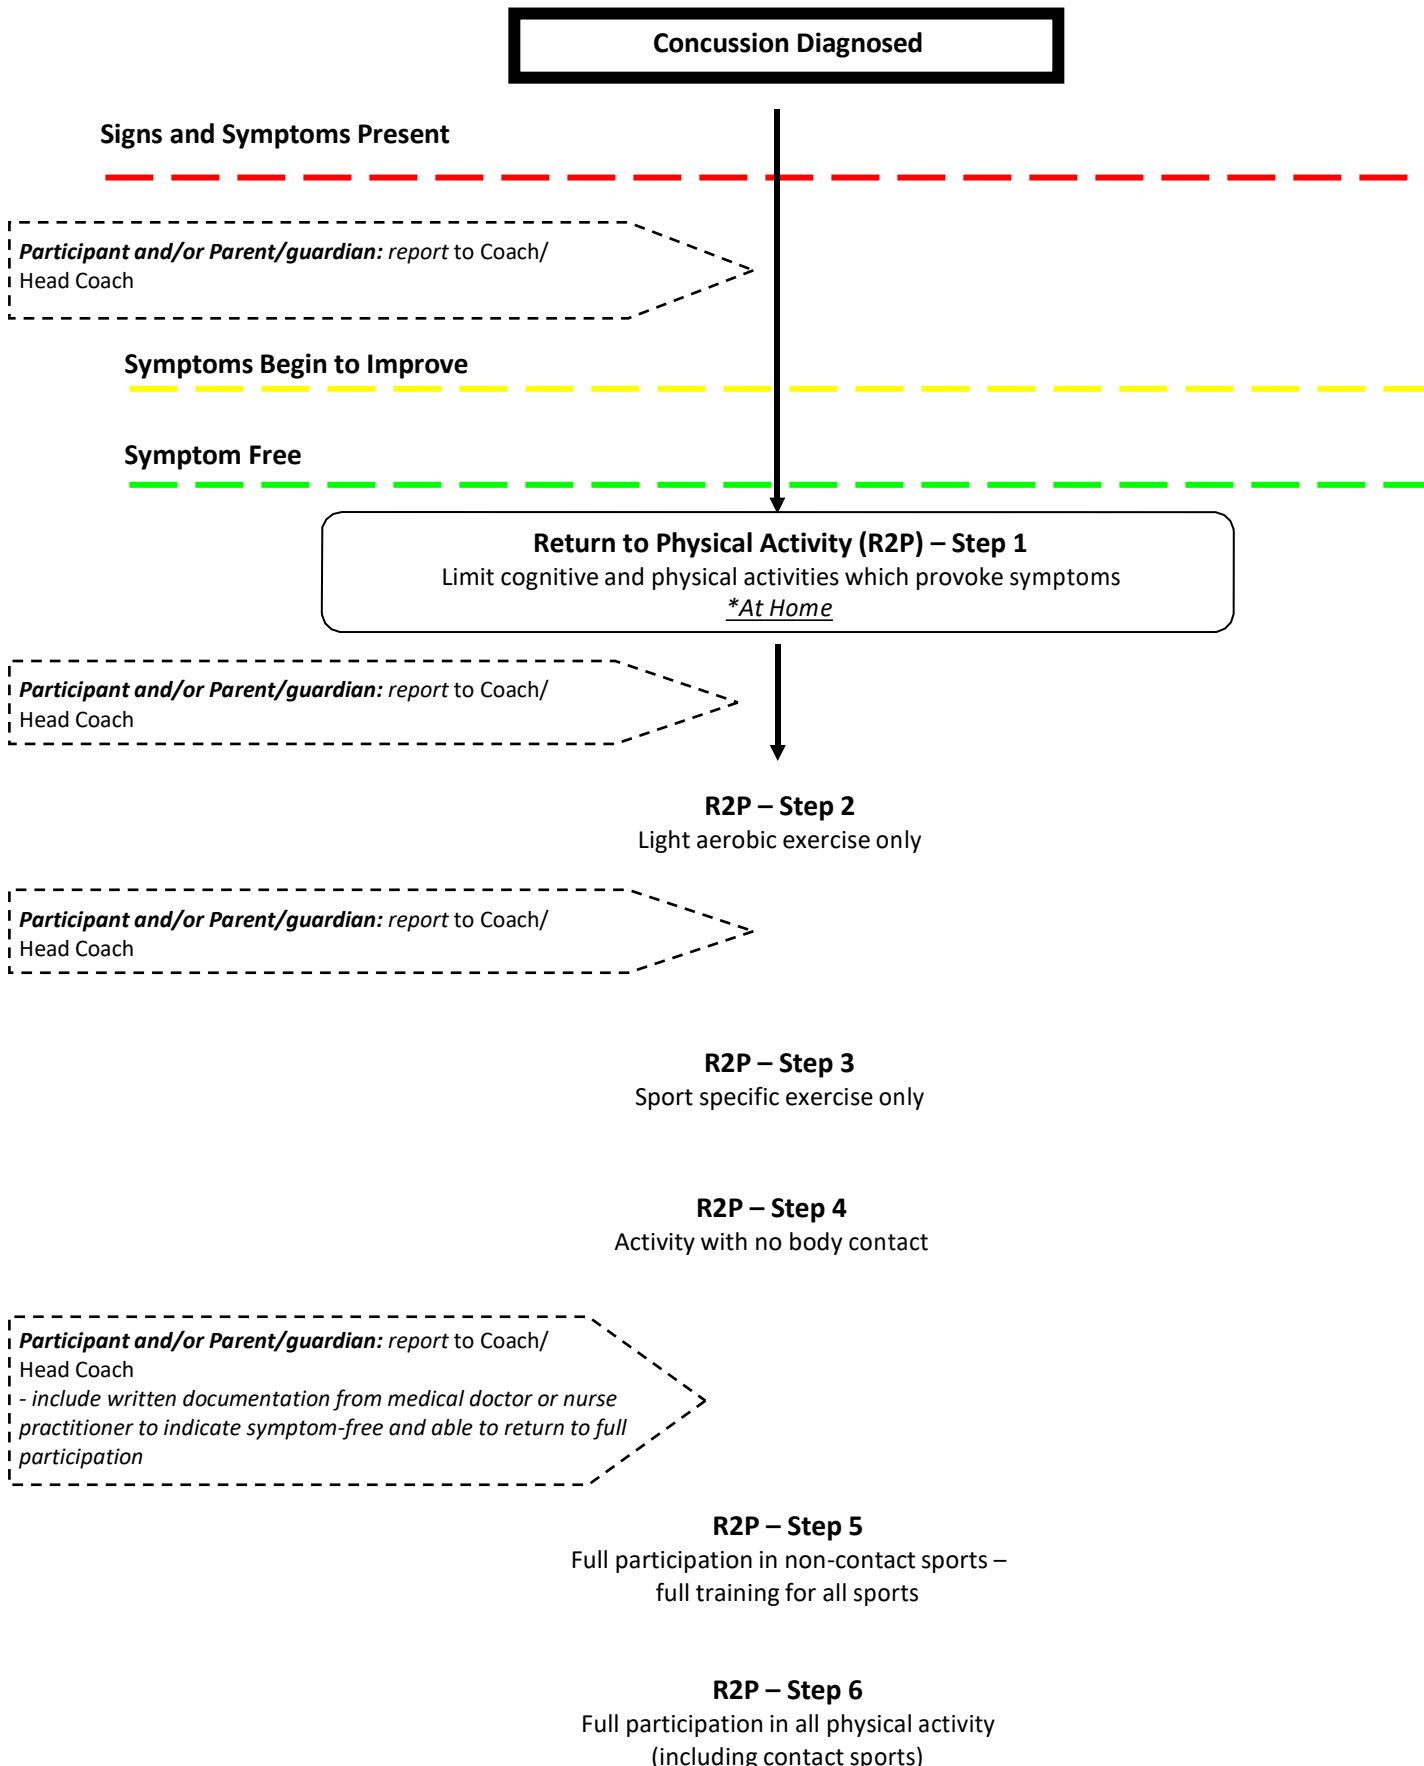 Concussion Diagnosed
Signs and Symptoms Present
Participant and/or Parent/guardian: report to Coach/
Head Coach
Symptoms Begin to Improve
Symptom Free
Return to Physical Activity (R2P) – Step 1
Limit cognitive and physical activities which provoke symptoms
*At Home
Participant and/or Parent/guardian: report to Coach/
Head Coach
R2P – Step 2
Light aerobic exercise only
Participant and/or Parent/guardian: report to Coach/
Head Coach
R2P – Step 3
Sport specific exercise only
R2P – Step 4
Activity with no body contact
Participant and/or Parent/guardian: report to Coach/
Head Coach
- include written documentation from medical doctor or nurse
practitioner to indicate symptom-free and able to return to full
participation
R2P – Step 5
Full participation in non-contact sports –
full training for all sports
R2P – Step 6
Full participation in all physical activity
(including contact sports)